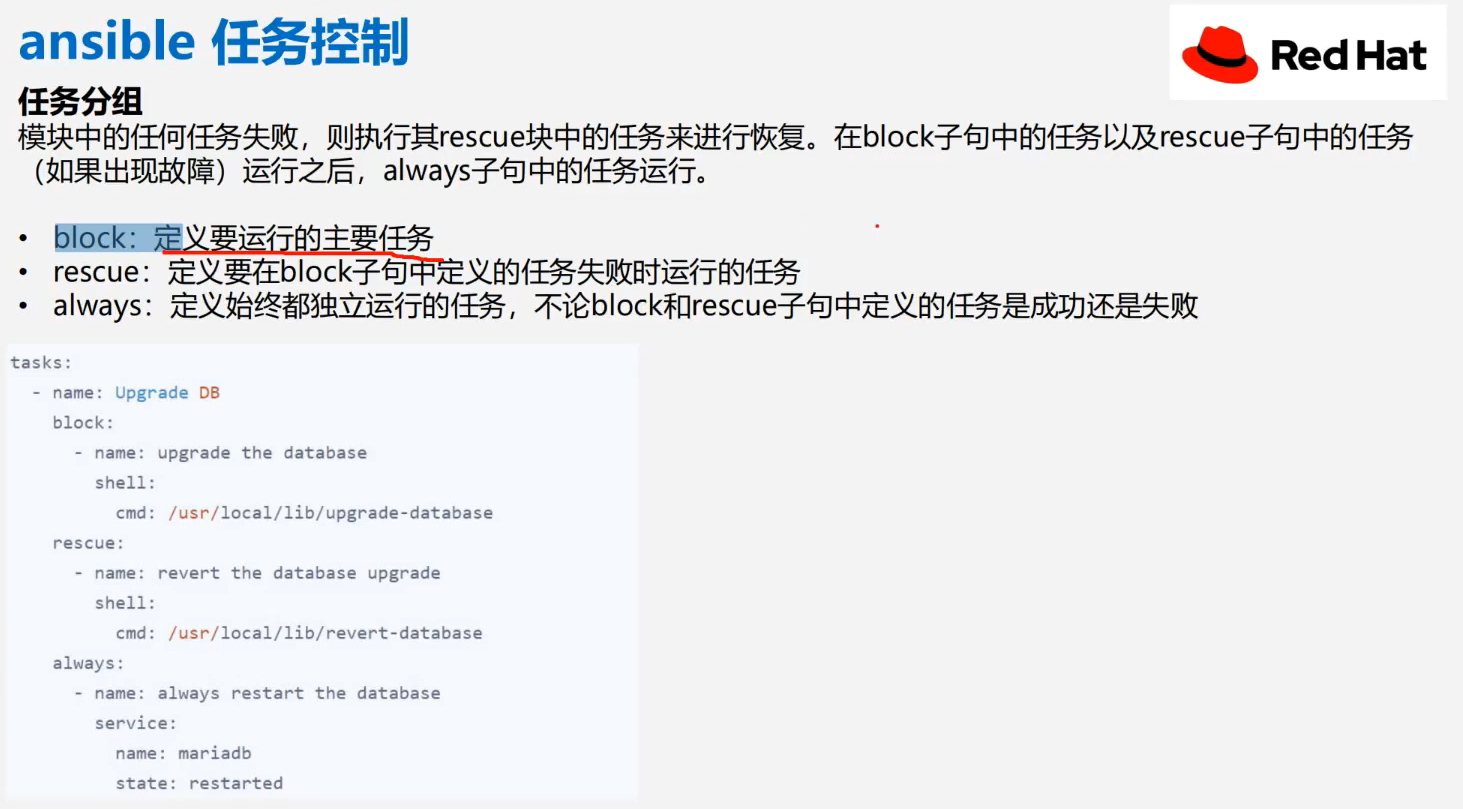 ansible 任务控制
Red Hat
任务分组
模块中的任何任务失败，则执行其rescue块中的任务来进行恢复。在block子句中的任务以及rescue子句中的任务
（如果出现故障）运行之后，always子句中的任务运行。
• block：定义要运行的主要任务
• rescue：定义要在block子句中定义的任务失败时运行的任务
• always：定义始终都独立运行的任务，不论block和rescue子句中定义的任务是成功还是失败
tasks:
  - name: Upgrade DB
    block:
      - name: upgrade the database
        shell:
          cmd: /usr/local/lib/upgrade-database
    rescue:
      - name: revert the database upgrade
        shell:
          cmd: /usr/local/lib/revert-database
    always:
      - name: always restart the database
        service:
          name: mariadb
          state: restarted